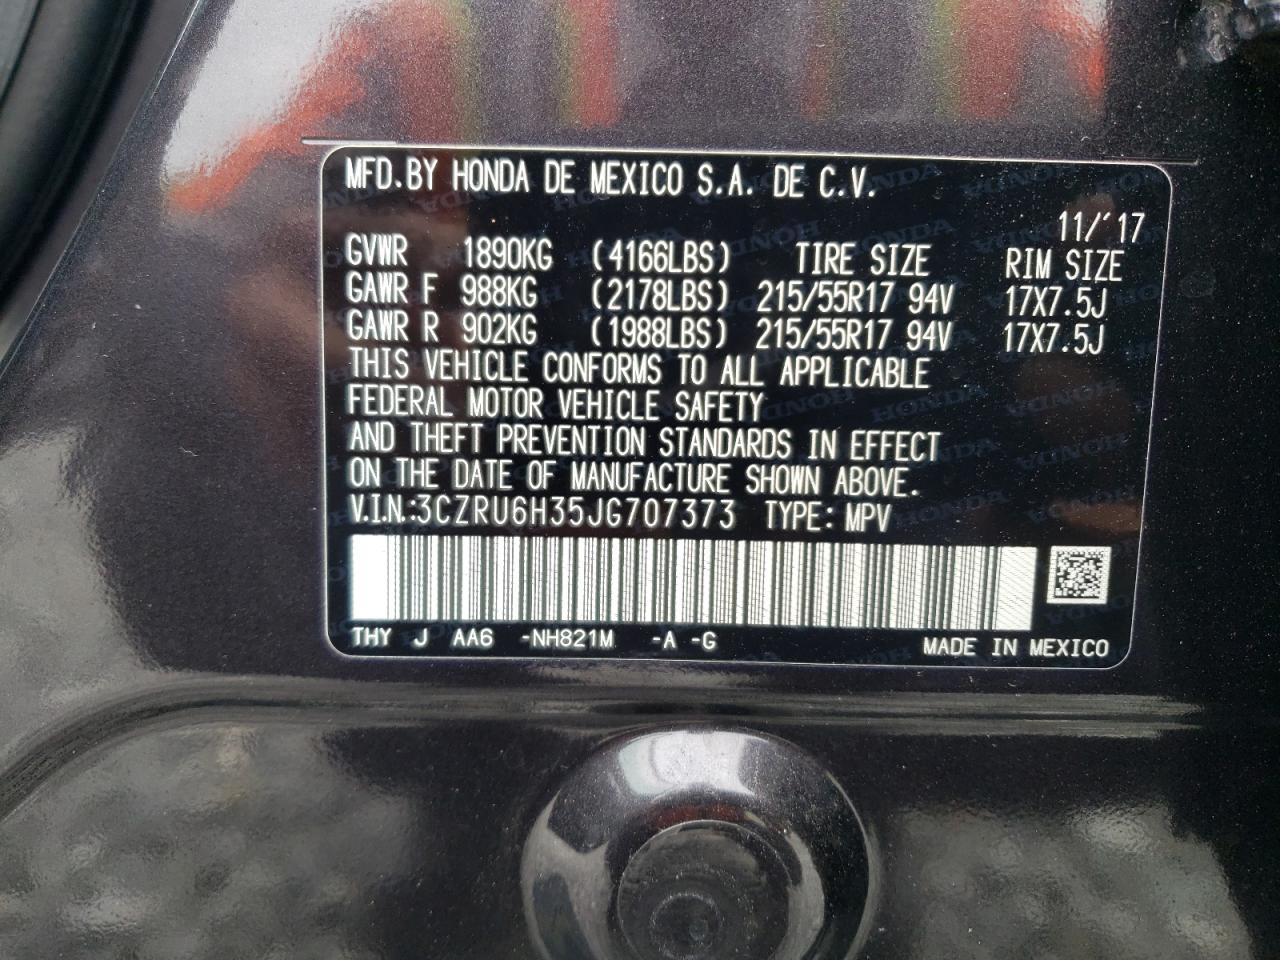 MFD.BY HONDA DE MEXICO S.A. DE C.V.
11/'17
GVWR 1890KG (4166LBS) TIRE SIZE RIM SIZE
GAWR F 988KG (2178LBS) 215/55R17 94V 17X7.5J
GAWR R 902KG (1988LBS) 215/55R17 94V 17X7.5J
THIS VEHICLE CONFORMS TO ALL APPLICABLE
FEDERAL MOTOR VEHICLE SAFETY
AND THEFT PREVENTION STANDARDS IN EFFECT
ON THE DATE OF MANUFACTURE SHOWN ABOVE.
V.I.N.:3CZRU6H35JG707373 TYPE: MPV
THY J AA6 -NH821M -A -G MADE IN MEXICO